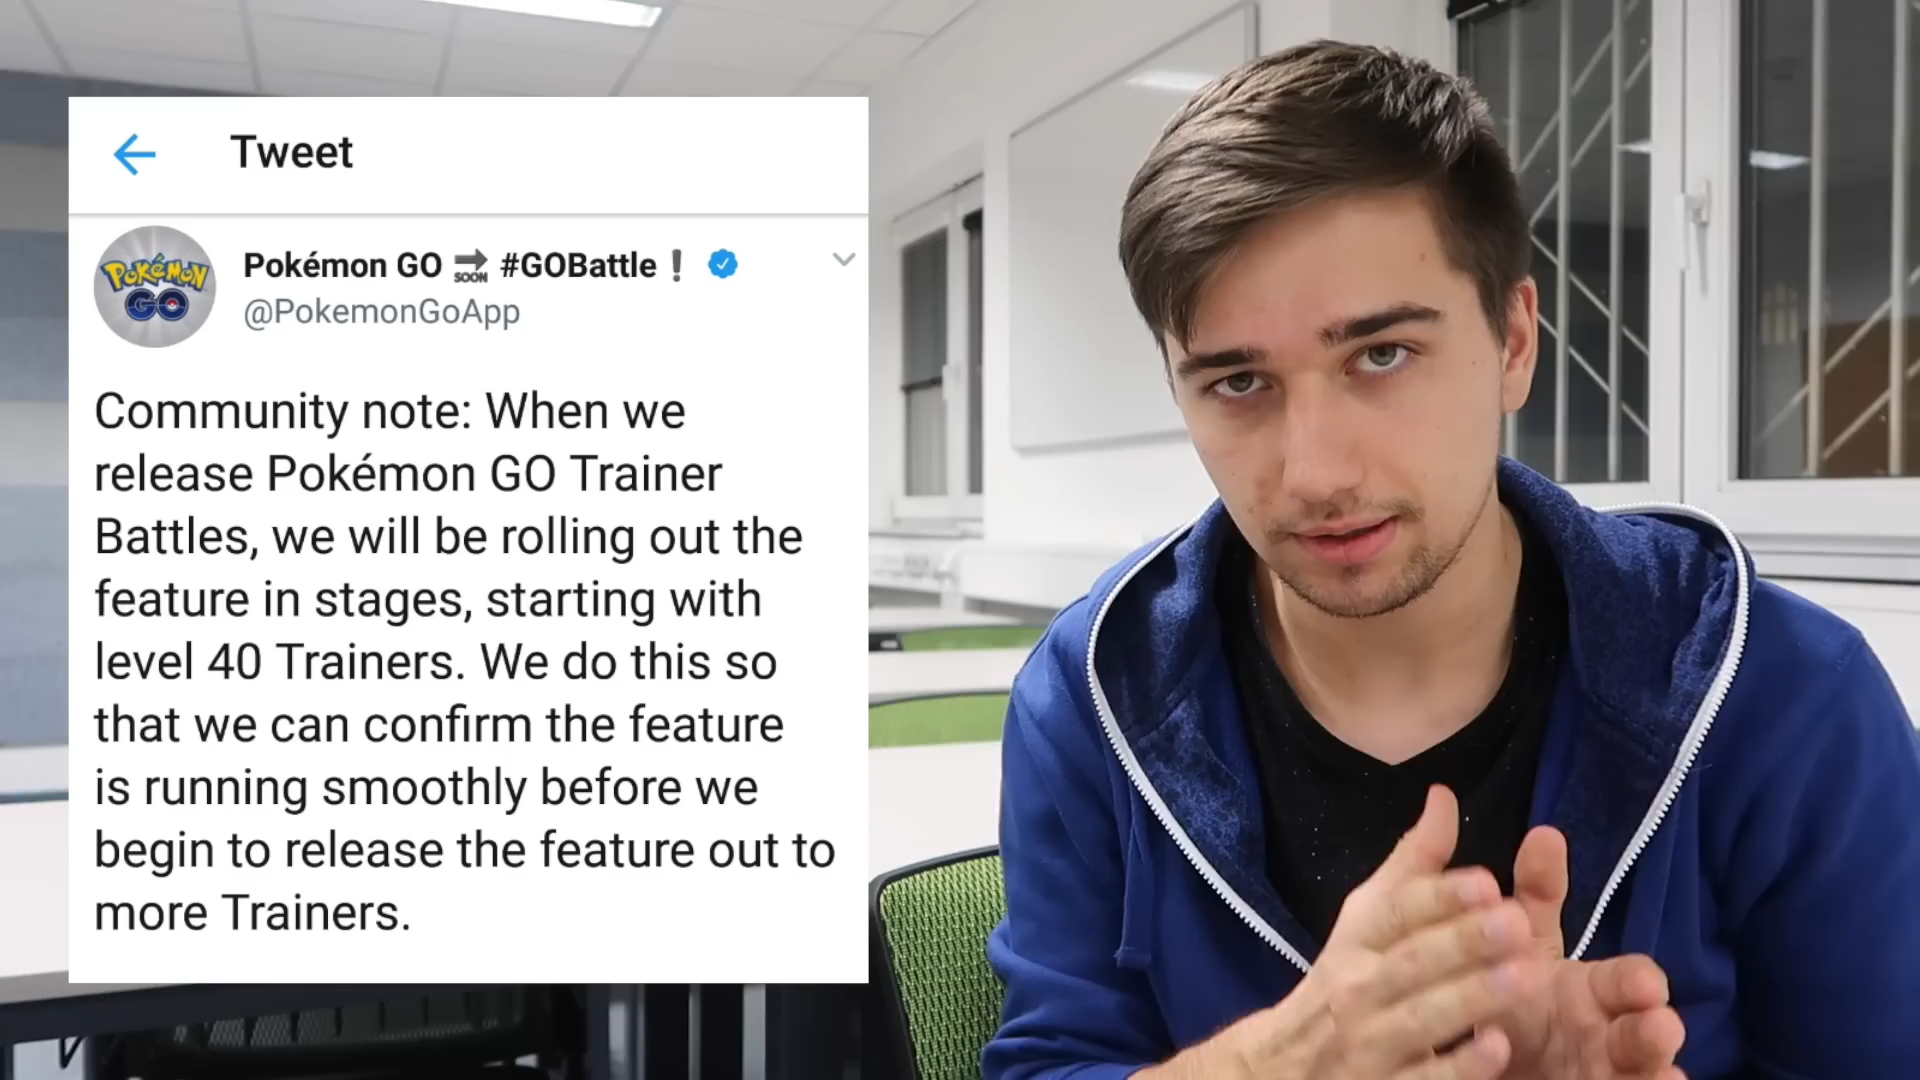 Tweet
POKÉMON GO
Pokémon GO 🔜 #GOBattle❗
@PokemonGoApp
Community note: When we
release Pokémon GO Trainer
Battles, we will be rolling out the
feature in stages, starting with
level 40 Trainers. We do this so
that we can confirm the feature
is running smoothly before we
begin to release the feature out to
more Trainers.